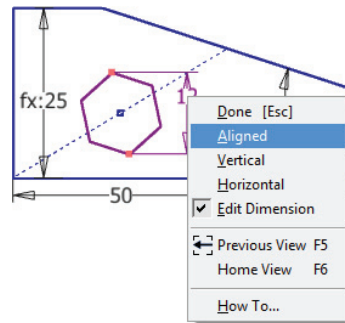 fx:25
50
Done [Esc]
Aligned
Vertical
Horizontal
Edit Dimension
Previous View F5
Home View F6
How To...